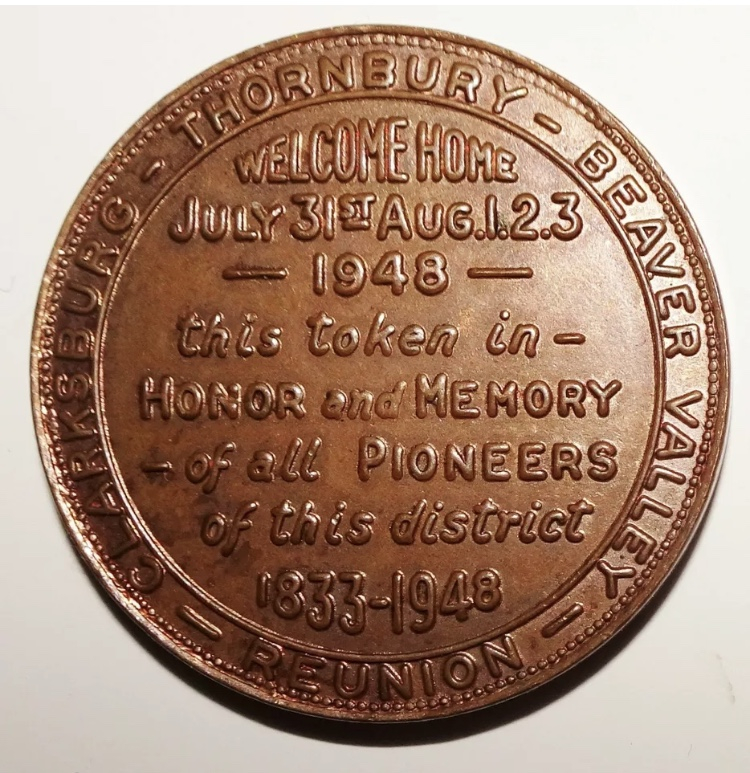 CLARKSBURG - THORNBURY - BEAVER VALLEY - REUNION -
WELCOME HOME
JULY 31ST AUG.1.2.3
— 1948 —
this token in -
HONOR and MEMORY
- of all PIONEERS
of this district
1833-1948